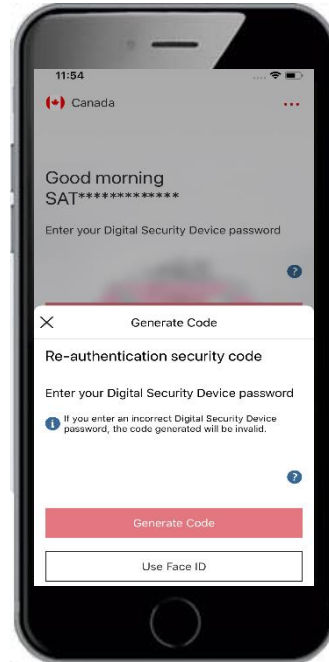 11:54
Canada
Good morning
SAT*************
Enter your Digital Security Device password
?
Generate Code
Re-authentication security code
Enter your Digital Security Device password
i If you enter an incorrect Digital Security Device
password, the code generated will be invalid.
?
Generate Code
Use Face ID